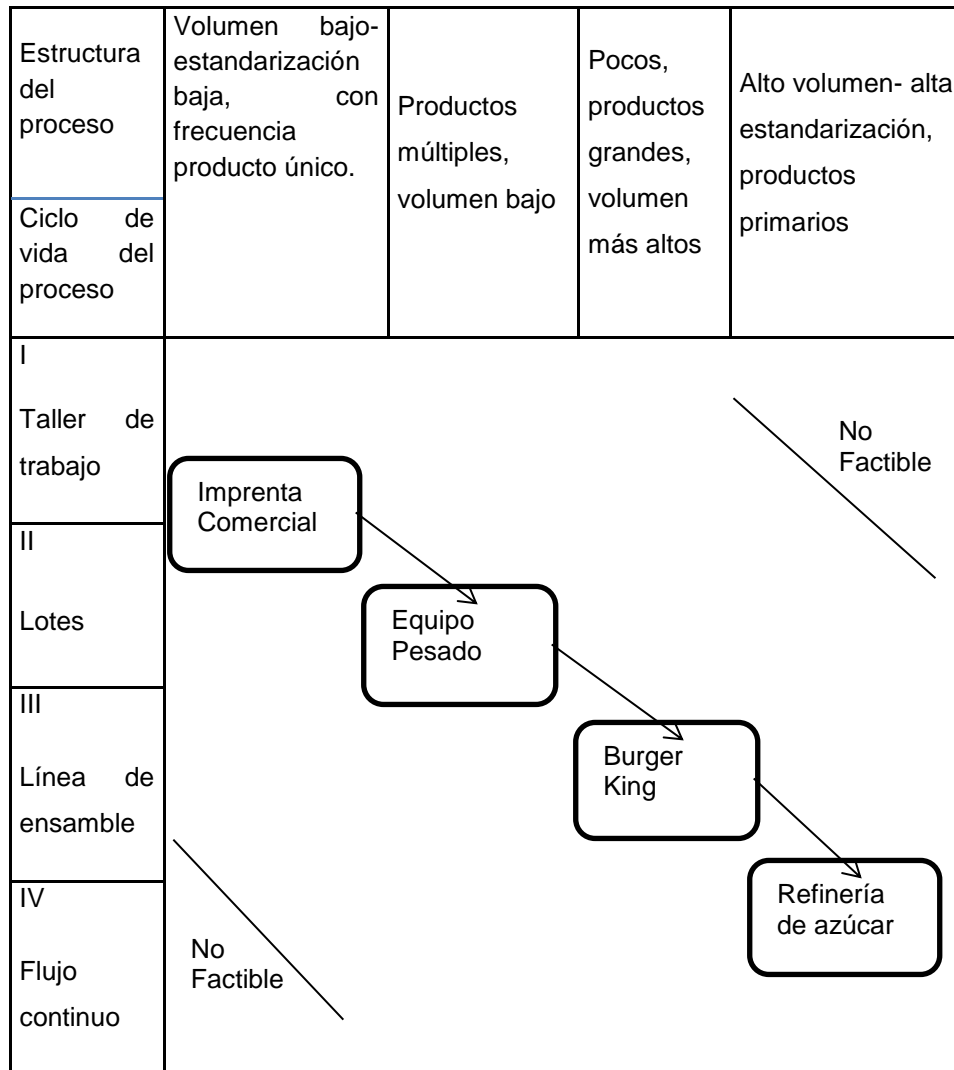 Estructura
del
proceso
Ciclo de
vida del
proceso
Volumen bajo-
estandarización
baja, con
frecuencia
producto único.
Productos
múltiples,
volumen bajo
Pocos,
productos
grandes,
volumen
más altos
Alto volumen- alta
estandarización,
productos
primarios
I
Taller de
trabajo
No
Factible
Imprenta
Comercial
II
Lotes
Equipo
Pesado
III
Línea de
ensamble
Burger
King
IV
Flujo
continuo
No
Factible
Refinería
de azúcar